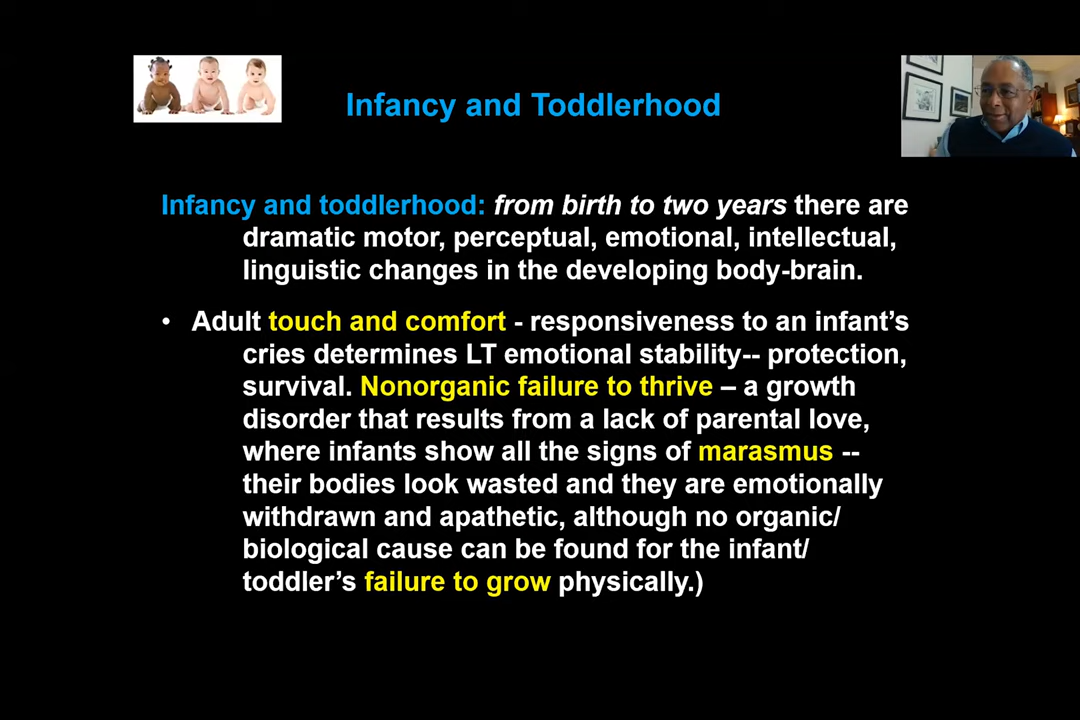 Infancy and Toddlerhood
Infancy and toddlerhood: from birth to two years there are
dramatic motor, perceptual, emotional, intellectual,
linguistic changes in the developing body-brain.
• Adult touch and comfort - responsiveness to an infant’s
cries determines LT emotional stability-- protection,
survival. Nonorganic failure to thrive – a growth
disorder that results from a lack of parental love,
where infants show all the signs of marasmus --
their bodies look wasted and they are emotionally
withdrawn and apathetic, although no organic/
biological cause can be found for the infant/
toddler’s failure to grow physically.)